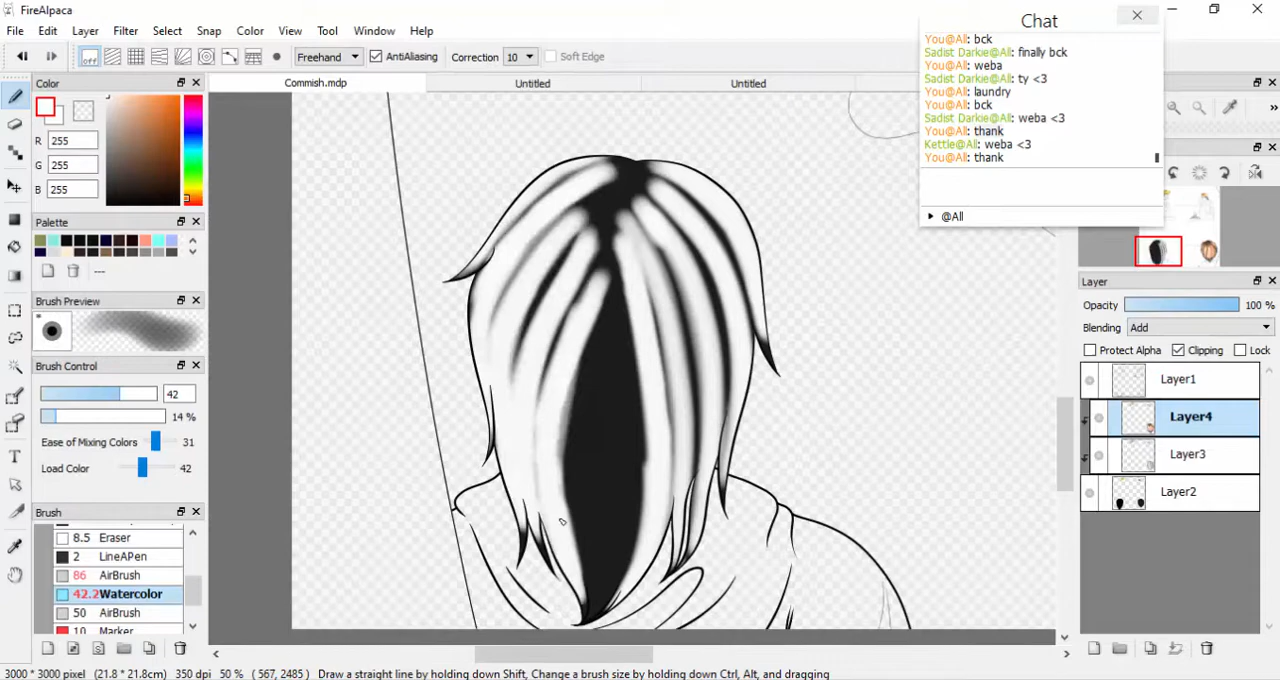 FireAlpaca
File Edit Layer Filter Select Snap Color View Tool Window Help
off Freehand AntiAliasing Correction 10 Soft Edge
Color
Commish.mdp Untitled Untitled
R 255
G 255
B 255
Palette
---
Brush Preview
Brush Control
42
14 %
Ease of Mixing Colors 31
Load Color 42
Brush
8.5 Eraser
2 LineAPen
86 AirBrush
42.2 Watercolor
50 AirBrush
10 Marker
Chat
You@All: bck
Sadist Darkie@All: finally bck
You@All: weba
Sadist Darkie@All: ty <3
You@All: laundry
You@All: bck
Sadist Darkie@All: weba <3
You@All: thank
Kettle@All: weba <3
You@All: thank
@All
Layer
Opacity 100 %
Blending Add
Protect Alpha Clipping Lock
Layer1
Layer4
Layer3
Layer2
3000 * 3000 pixel (21.8 * 21.8cm) 350 dpi 50 % ( 567, 2485 ) Draw a straight line by holding down Shift, Change a brush size by holding down Ctrl, Alt, and dragging